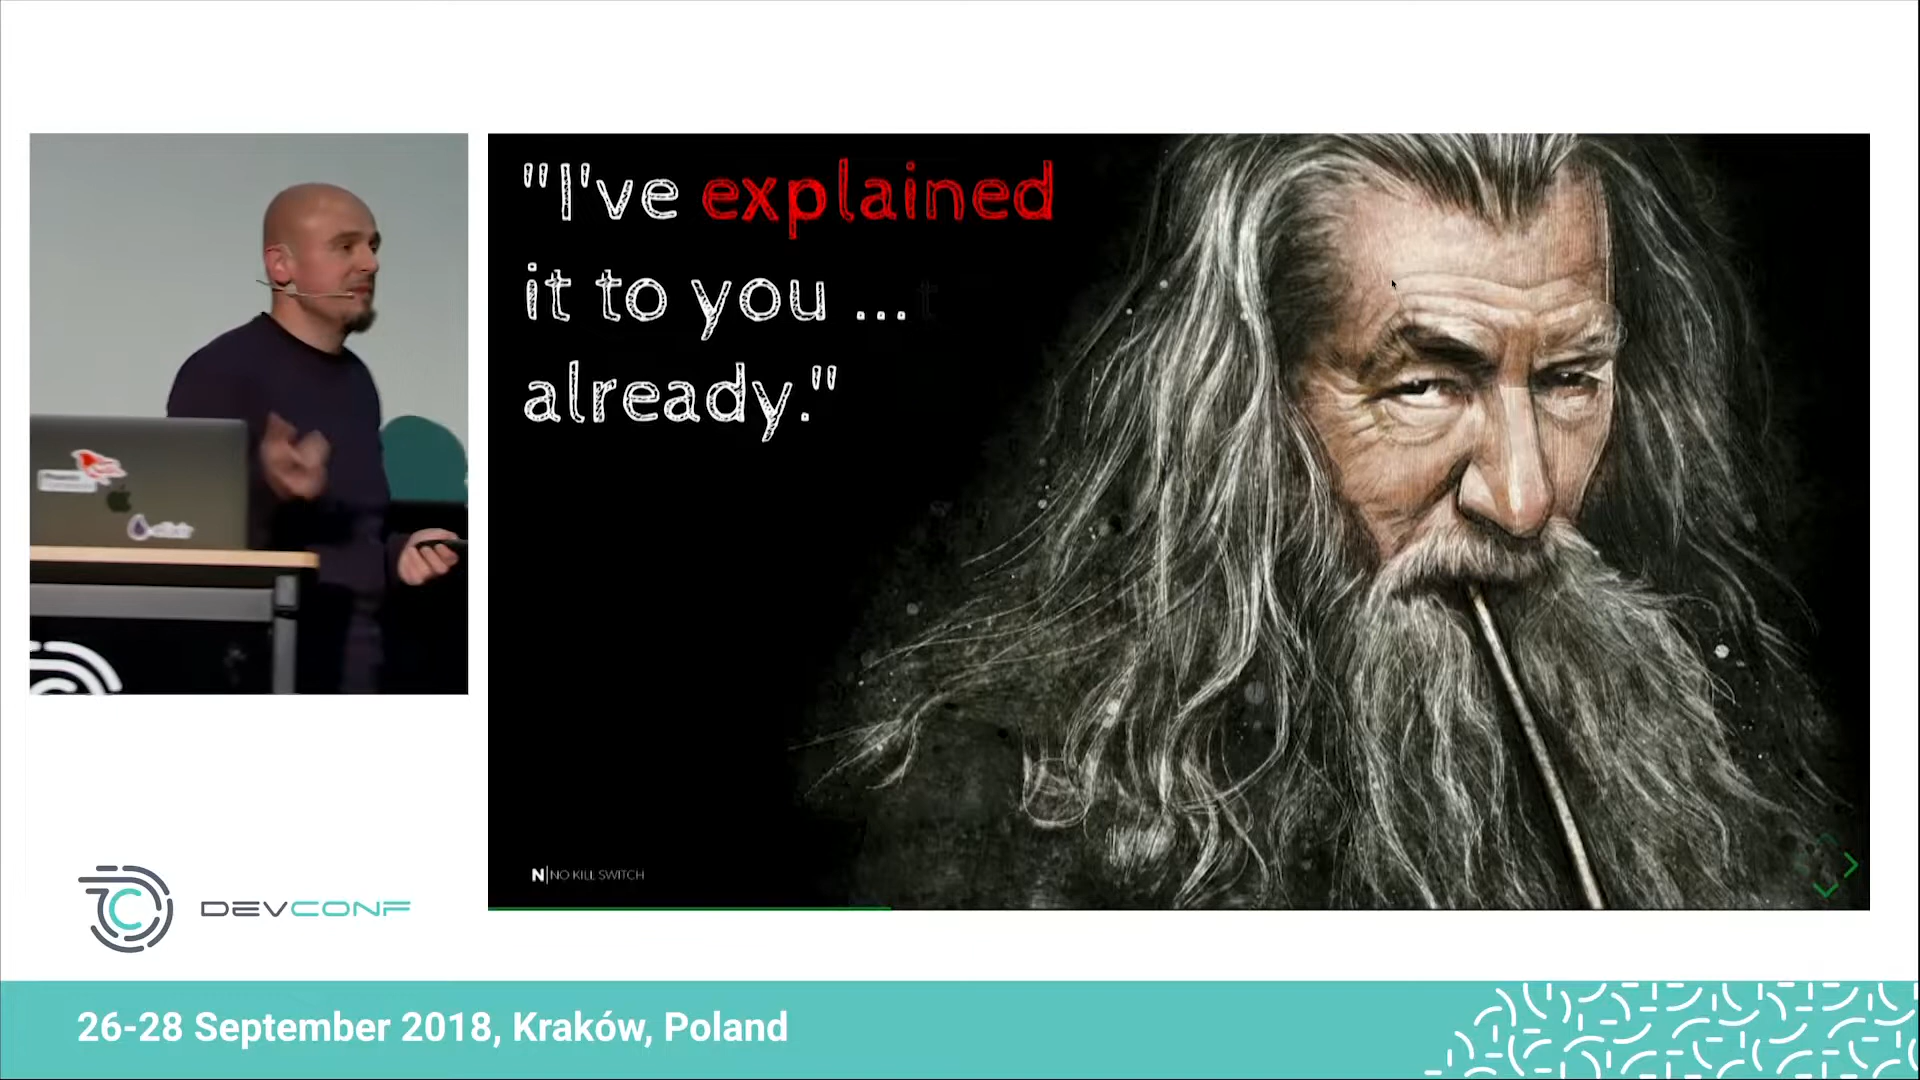 "I've explained
it to you ...
already."
N|NO KILL SWITCH
DEVCONF
26-28 September 2018, Kraków, Poland